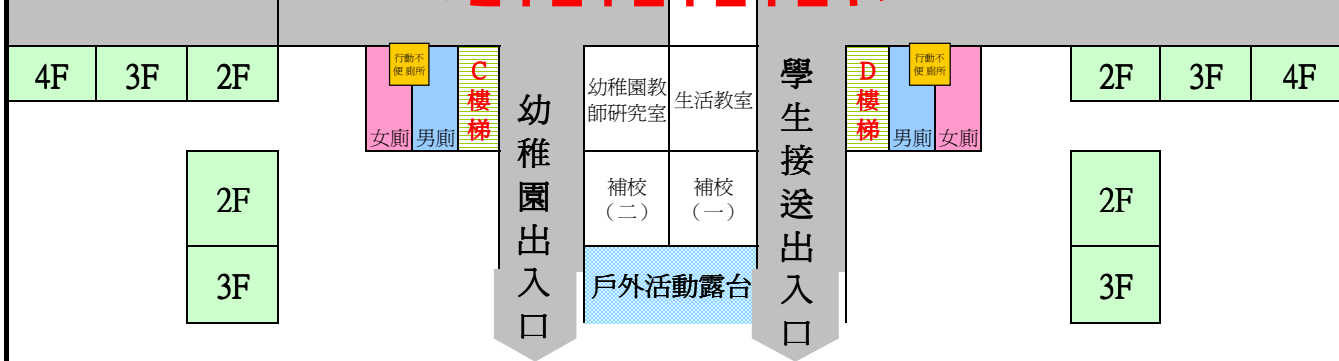 4F
3F
2F
行動不
便 廁所
女廁
男廁
C
樓
梯
幼
稚
園
出
入
口
幼稚園教
師研究室
生活教室
補校
（二）
補校
（一）
戶外活動露台
學
生
接
送
出
入
口
D
樓
梯
行動不
便 廁所
男廁
女廁
2F
3F
4F
2F
3F
2F
3F